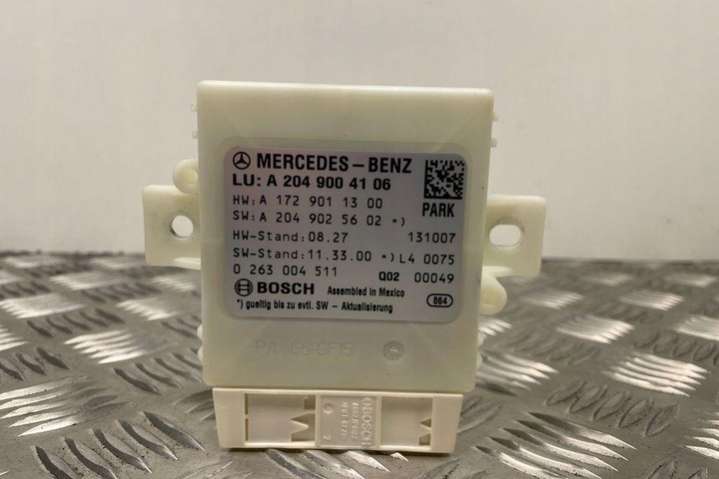 MERCEDES-BENZ
LU: A 204 900 41 06
HW: A 172 901 13 00
PARK
SW: A 204 902 56 02 *)
HW-Stand: 08.27 131007
SW-Stand: 11.33.00 *) L4 0075
0 263 004 511 Q02 00049
BOSCH Assembled in Mexico
*) gueltig bis zu evtl. SW - Aktualisierung 864
BOSCH